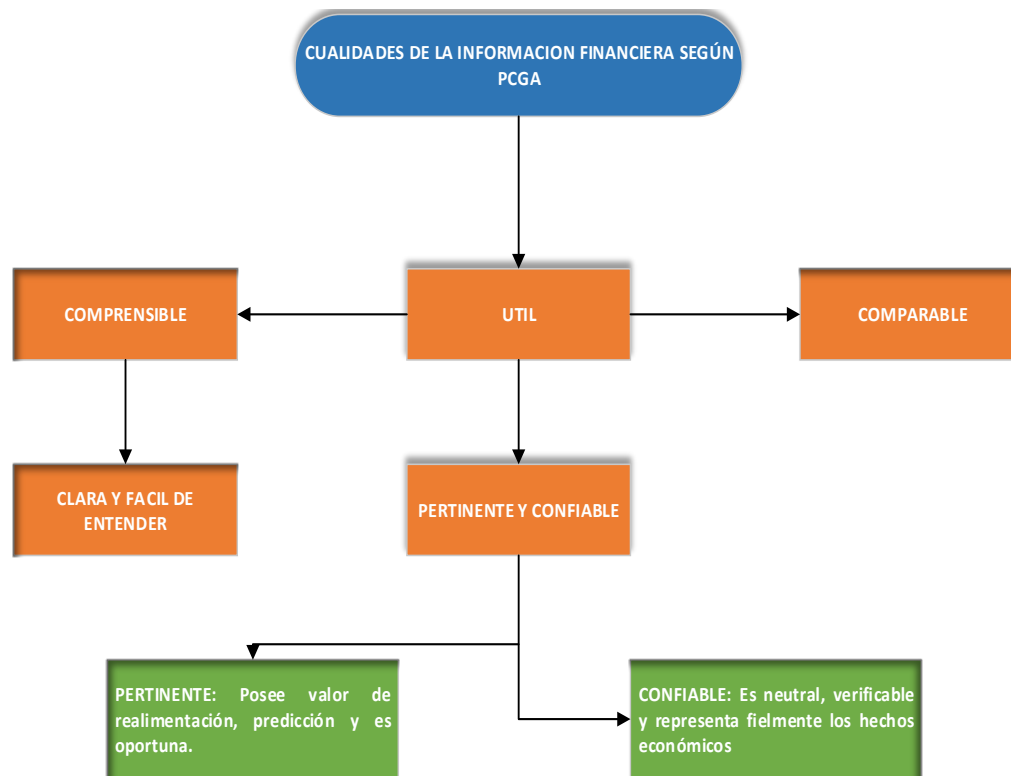 CUALIDADES DE LA INFORMACION FINANCIERA SEGÚN
PCGA
COMPRENSIBLE
UTIL
COMPARABLE
CLARA Y FACIL DE
ENTENDER
PERTINENTE Y CONFIABLE
PERTINENTE: Posee valor de
realimentación, predicción y es
oportuna.
CONFIABLE: Es neutral, verificable
y representa fielmente los hechos
económicos